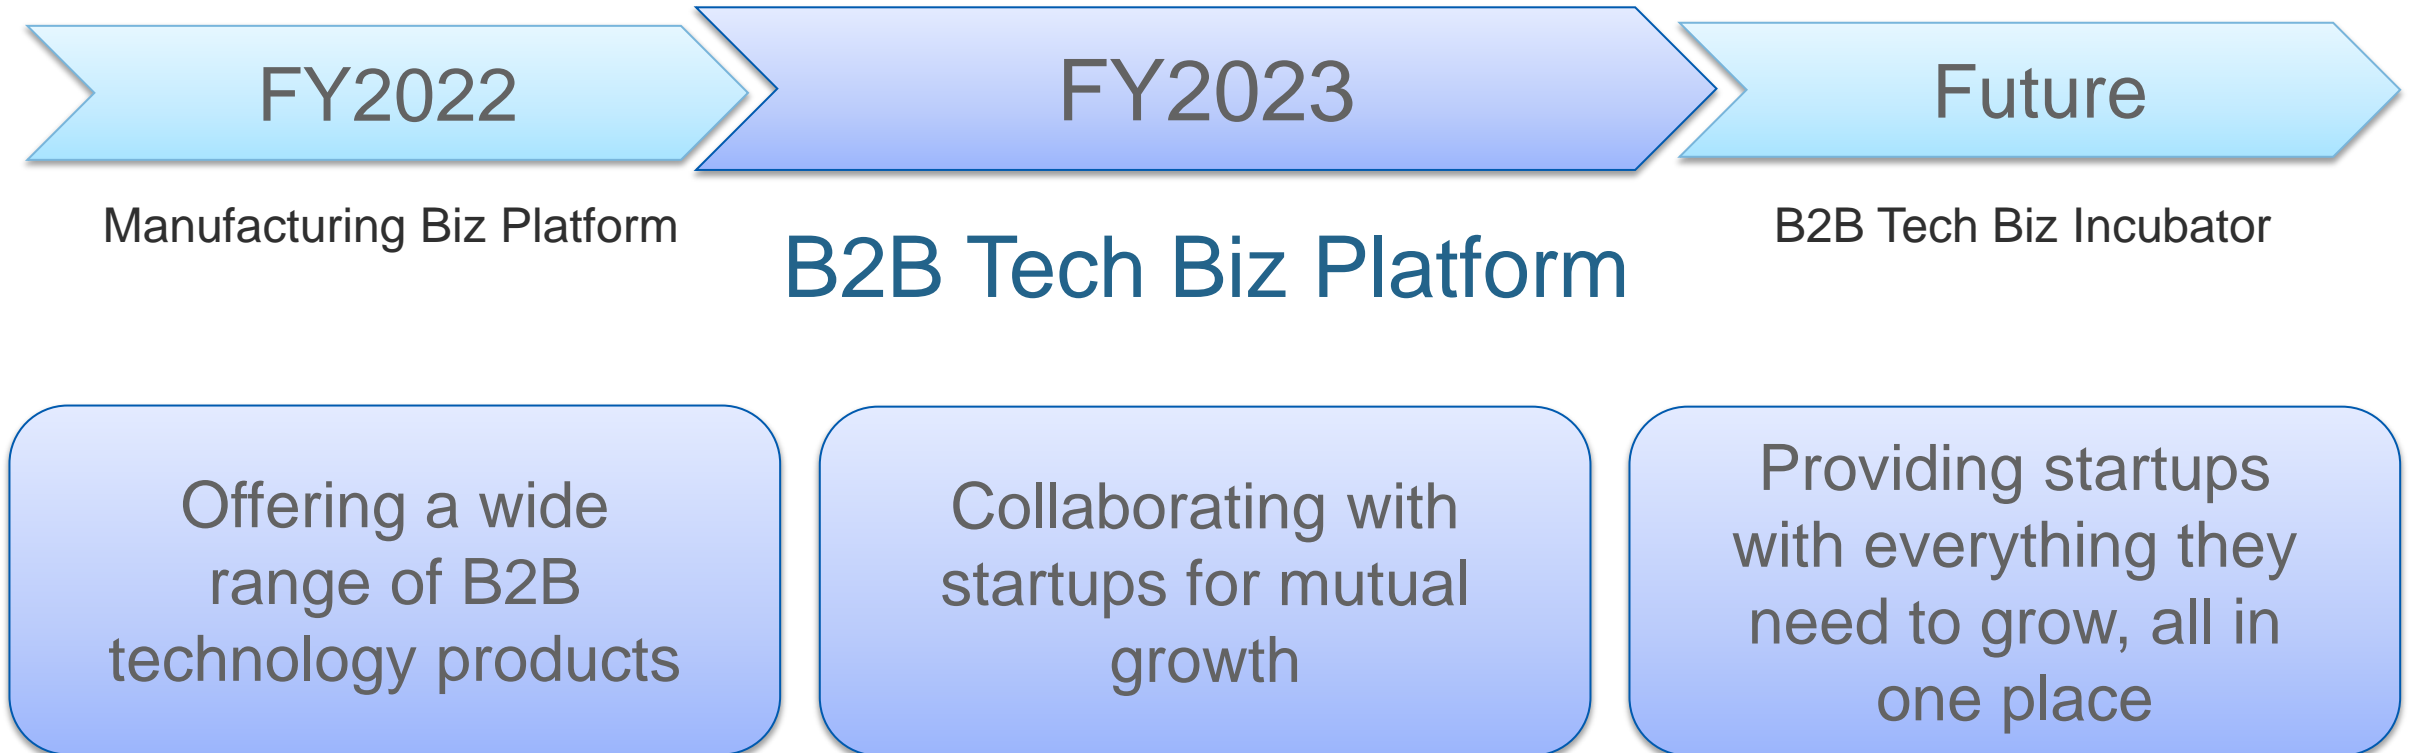 FY2022
FY2023
Future
Manufacturing Biz Platform
B2B Tech Biz Platform
B2B Tech Biz Incubator
Offering a wide
range of B2B
technology products
Collaborating with
startups for mutual
growth
Providing startups
with everything they
need to grow, all in
one place